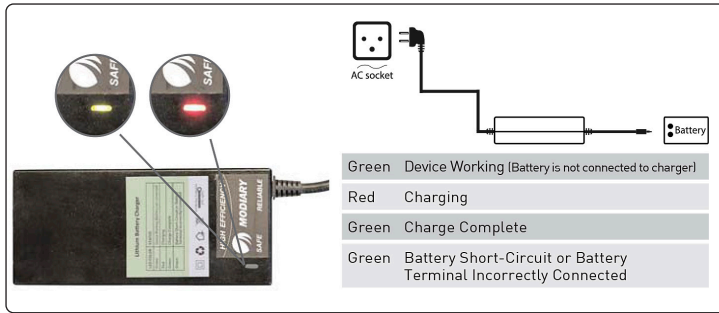 SAFE
SAFE
Lithium Battery Charger
HIGH EFFICIENCY
MODIARY
SAFE RELIABLE
AC socket
Battery
Green Device Working (Battery is not connected to charger)
Red Charging
Green Charge Complete
Green Battery Short-Circuit or Battery
Terminal Incorrectly Connected